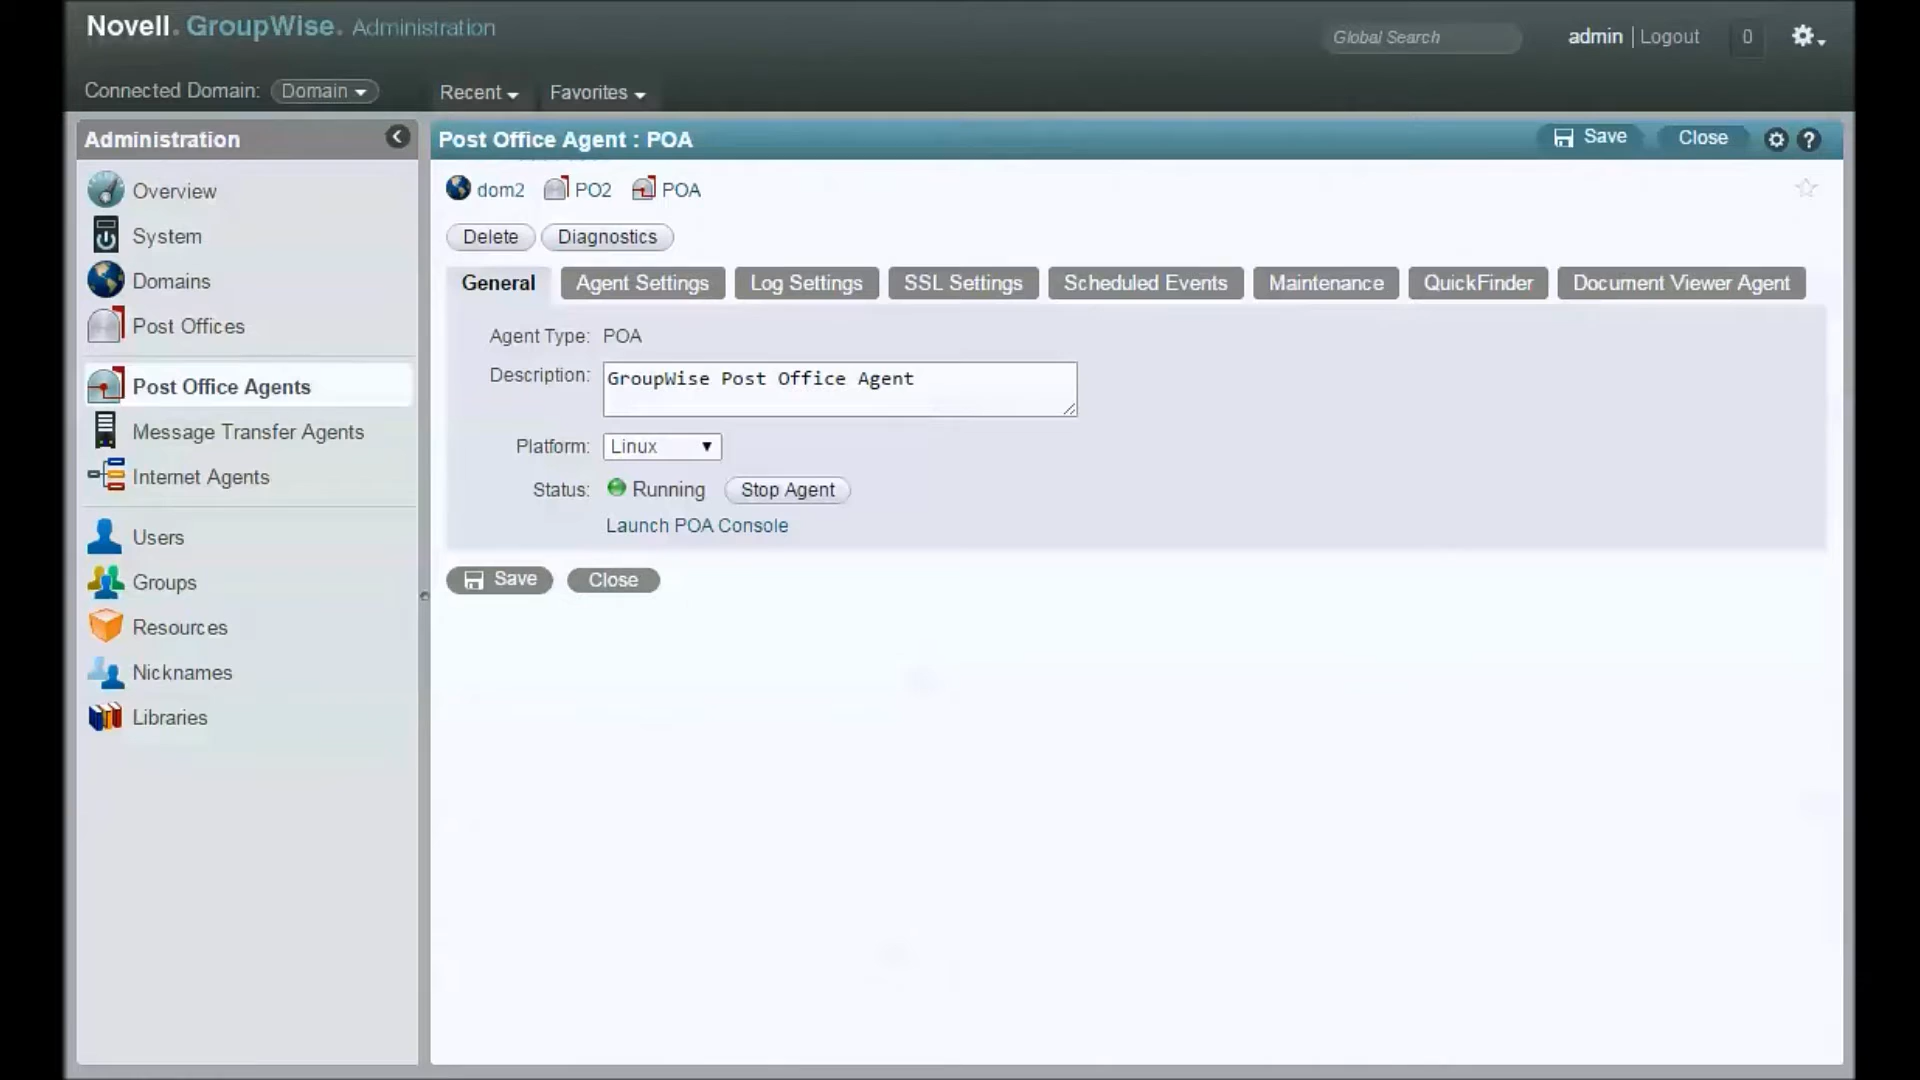 Novell. GroupWise. Administration
Global Search
admin | Logout
0
Connected Domain: Domain
Recent
Favorites
Administration
Overview
System
Domains
Post Offices
Post Office Agents
Message Transfer Agents
Internet Agents
Users
Groups
Resources
Nicknames
Libraries
Post Office Agent : POA
Save
Close
?
dom2 PO2 POA
Delete Diagnostics
General Agent Settings Log Settings SSL Settings Scheduled Events Maintenance QuickFinder Document Viewer Agent
Agent Type: POA
Description: GroupWise Post Office Agent
Platform: Linux
Status: Running Stop Agent
Launch POA Console
Save Close